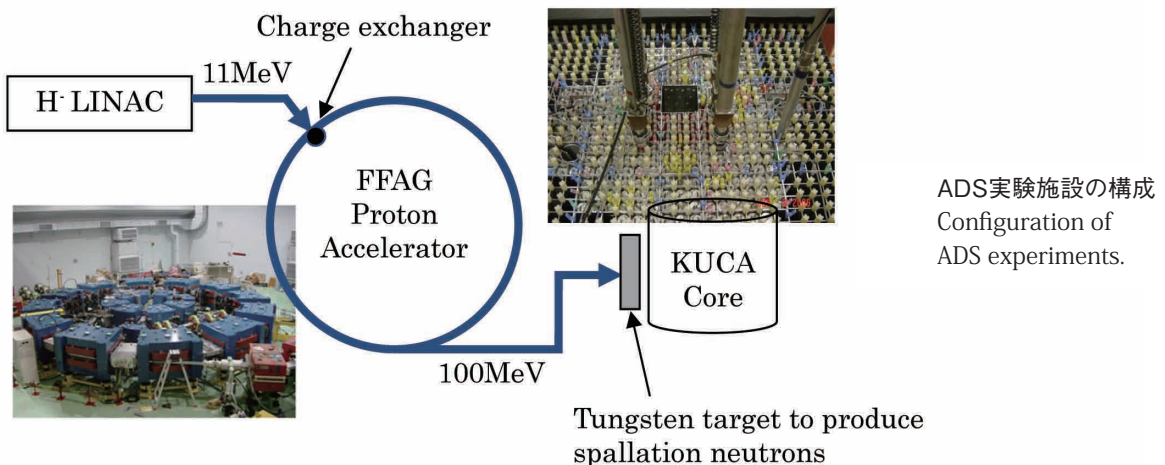 Charge exchanger
11MeV
H- LINAC
FFAG
Proton
Accelerator
KUCA
Core
100MeV
Tungsten target to produce
spallation neutrons
ADS実験施設の構成
Configuration of
ADS experiments.